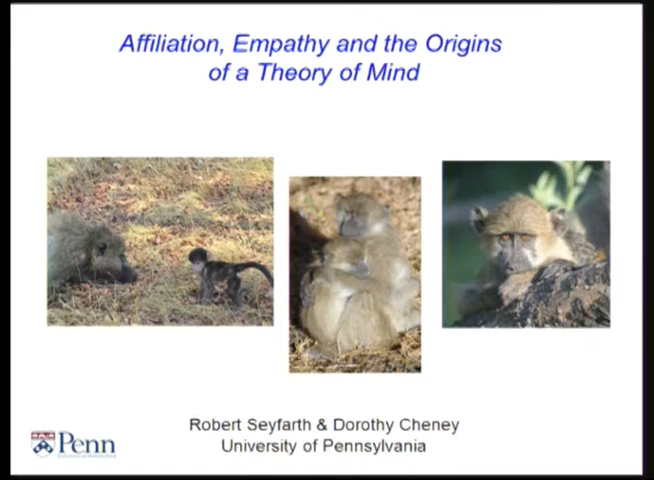 Affiliation, Empathy and the Origins
of a Theory of Mind
Robert Seyfarth & Dorothy Cheney
University of Pennsylvania
Penn